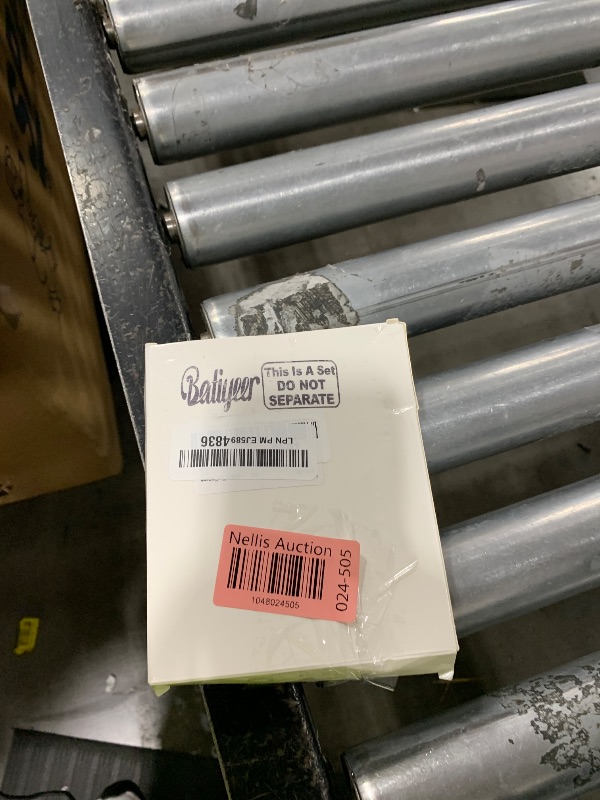 Batiyeer
This Is A Set
DO NOT
SEPARATE
LPN PM EJ5894836
Nellis Auction
1048024505
024-505